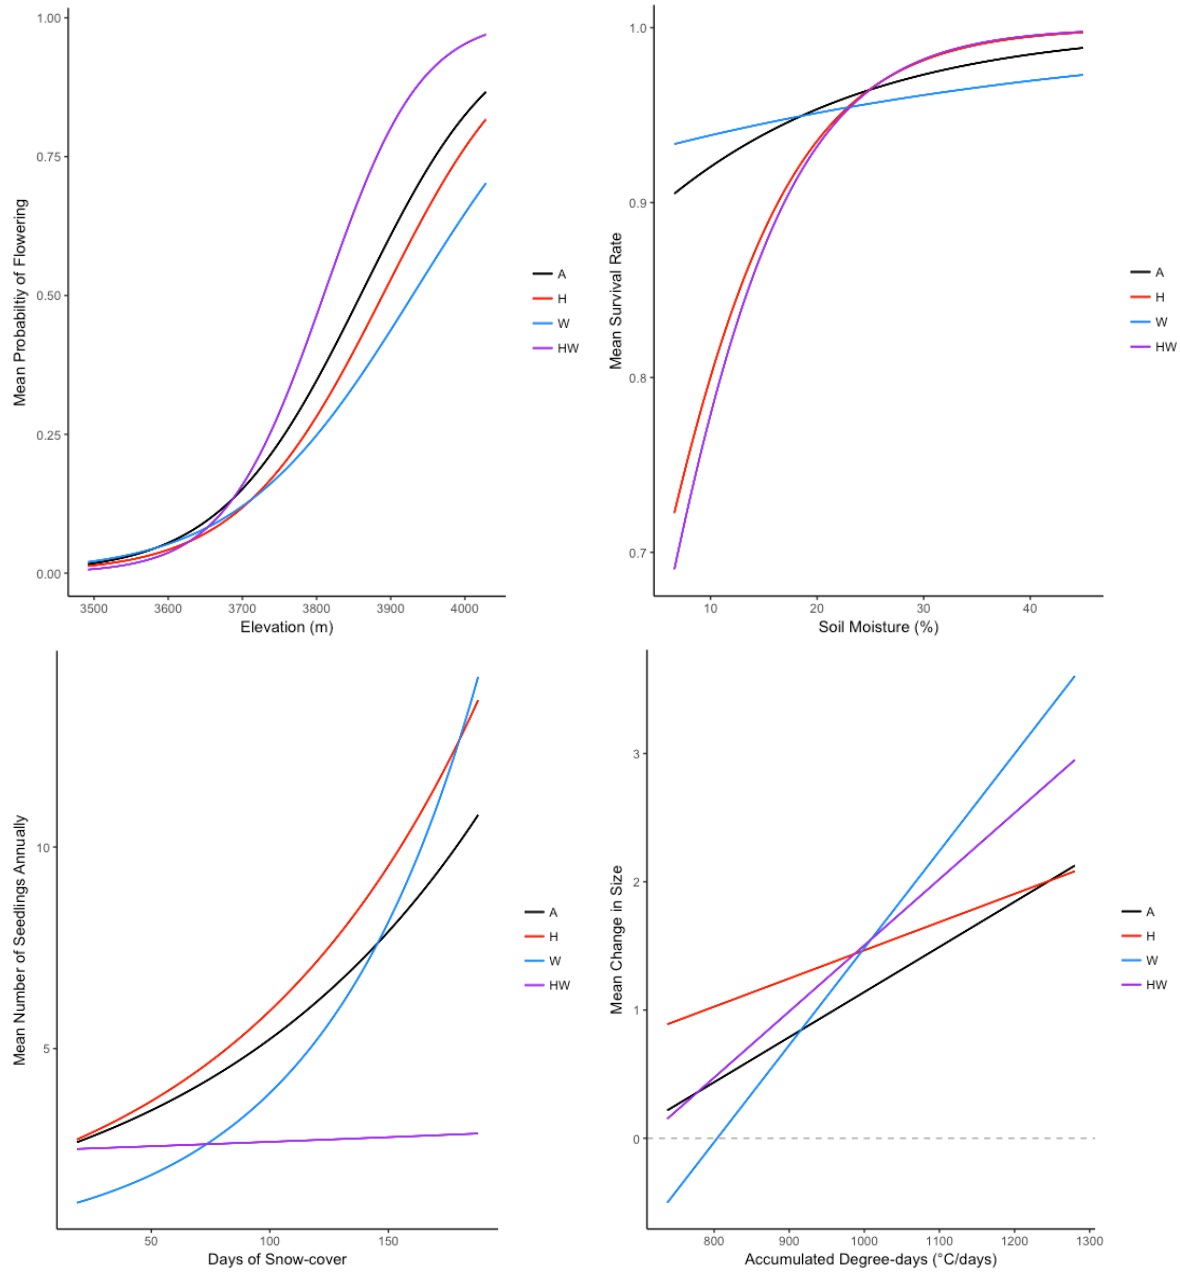 Mean Probabiltiy of Flowering
1.00
0.75
0.50
0.25
0.00
3500 3600 3700 3800 3900 4000
Elevation (m)
A
H
W
HW
Mean Survival Rate
1.0
0.9
0.8
0.7
10 20 30 40
Soil Moisture (%)
A
H
W
HW
Mean Number of Seedlings Annually
10
5
50 100 150
Days of Snow-cover
A
H
W
HW
Mean Change in Size
3
2
1
0
800 900 1000 1100 1200 1300
Accumulated Degree-days (°C/days)
A
H
W
HW